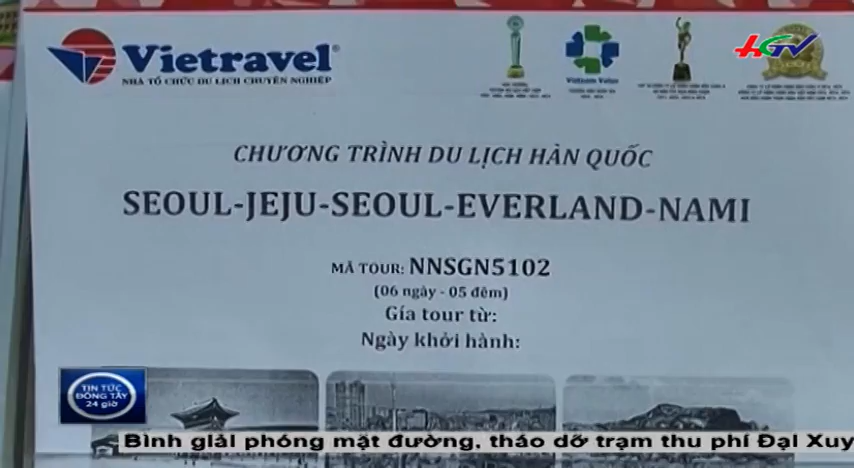 Vietravel®
NHÀ TỔ CHỨC DU LỊCH CHUYÊN NGHIỆP
Vietnam Value
HGTV
CHƯƠNG TRÌNH DU LỊCH HÀN QUỐC
SEOUL-JEJU-SEOUL-EVERLAND-NAMI
MÃ TOUR: NNSGN5102
(06 ngày - 05 đêm)
Gía tour từ:
Ngày khởi hành:
TIN TỨC
ĐÔNG TÂY
24 giờ
Bình giải phóng mặt đường, tháo dỡ trạm thu phí Đại Xuy